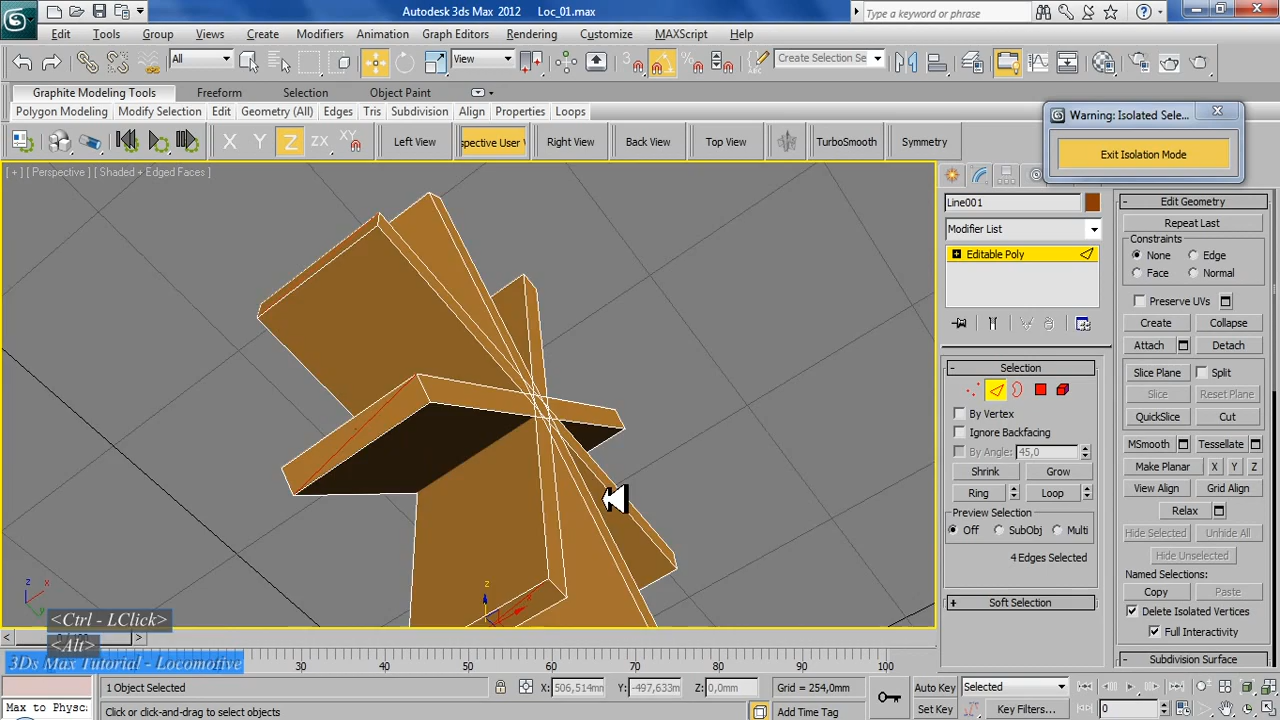 Autodesk 3ds Max 2012 Loc_01.max
Type a keyword or phrase
Edit Tools Group Views Create Modifiers Animation Graph Editors Rendering Customize MAXScript Help
All View Create Selection Se
Graphite Modeling Tools Freeform Selection Object Paint
Polygon Modeling Modify Selection Edit Geometry (All) Edges Tris Subdivision Align Properties Loops
X Y Z ZX XY Left View spective User V Right View Back View Top View TurboSmooth Symmetry
Warning: Isolated Sele...
Exit Isolation Mode
[ + ] [ Perspective ] [ Shaded + Edged Faces ]
Line001
Modifier List
Editable Poly
Selection
By Vertex
Ignore Backfacing
By Angle: 45,0
Shrink Grow
Ring Loop
Preview Selection
Off SubObj Multi
4 Edges Selected
Soft Selection
Edit Geometry
Repeat Last
Constraints
None Edge
Face Normal
Preserve UVs
Create Collapse
Attach Detach
Slice Plane Split
Slice Reset Plane
QuickSlice Cut
MSmooth Tessellate
Make Planar X Y Z
View Align Grid Align
Relax
Hide Selected Unhide All
Hide Unselected
Named Selections:
Copy Paste
Delete Isolated Vertices
Full Interactivity
Subdivision Surface
z
z x
y
<Ctrl - LClick>
<Alt>
3Ds Max Tutorial - Locomotive
30 40 50 60 70 80 90 100
1 Object Selected X: 506,514mm Y: -497,633m Z: 0,0mm Grid = 254,0mm Auto Key Selected
Max to Physc Click or click-and-drag to select objects Add Time Tag Set Key Key Filters... 0